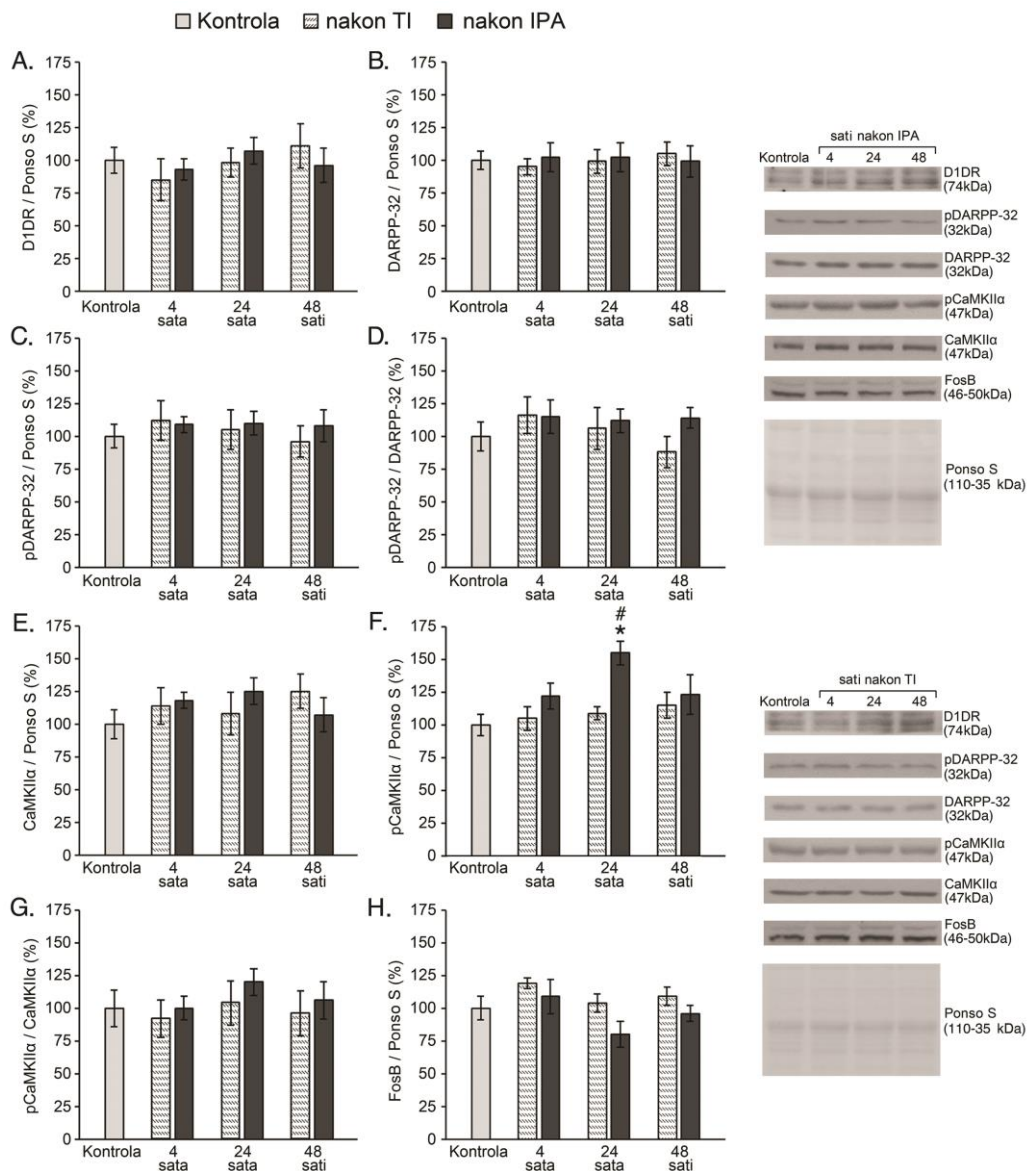 Kontrola nakon TI nakon IPA
A.
D1DR / Ponso S (%)
175
150
125
100
75
50
25
0
Kontrola 4 24 48
sata sata sati
B.
DARPP-32 / Ponso S (%)
175
150
125
100
75
50
25
0
Kontrola 4 24 48
sata sata sati
sati nakon IPA
Kontrola 4 24 48
D1DR
(74kDa)
pDARPP-32
(32kDa)
DARPP-32
(32kDa)
pCaMKIIα
(47kDa)
CaMKIIα
(47kDa)
FosB
(46-50kDa)
Ponso S
(110-35 kDa)
C.
pDARPP-32 / Ponso S (%)
175
150
125
100
75
50
25
0
Kontrola 4 24 48
sata sata sati
D.
pDARPP-32 / DARPP-32 (%)
175
150
125
100
75
50
25
0
Kontrola 4 24 48
sata sata sati
E.
CaMKIIα / Ponso S (%)
175
150
125
100
75
50
25
0
Kontrola 4 24 48
sata sata sati
F.
pCaMKIIα / Ponso S (%)
175
150
125
100
75
50
25
0
#
*
Kontrola 4 24 48
sata sata sati
sati nakon TI
Kontrola 4 24 48
D1DR
(74kDa)
pDARPP-32
(32kDa)
DARPP-32
(32kDa)
pCaMKIIα
(47kDa)
CaMKIIα
(47kDa)
FosB
(46-50kDa)
Ponso S
(110-35 kDa)
G.
pCaMKIIα / CaMKIIα (%)
175
150
125
100
75
50
25
0
Kontrola 4 24 48
sata sata sati
H.
FosB / Ponso S (%)
175
150
125
100
75
50
25
0
Kontrola 4 24 48
sata sata sati